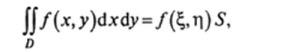 ∬_D f(x, y)dxdy = f(ξ, η) S,